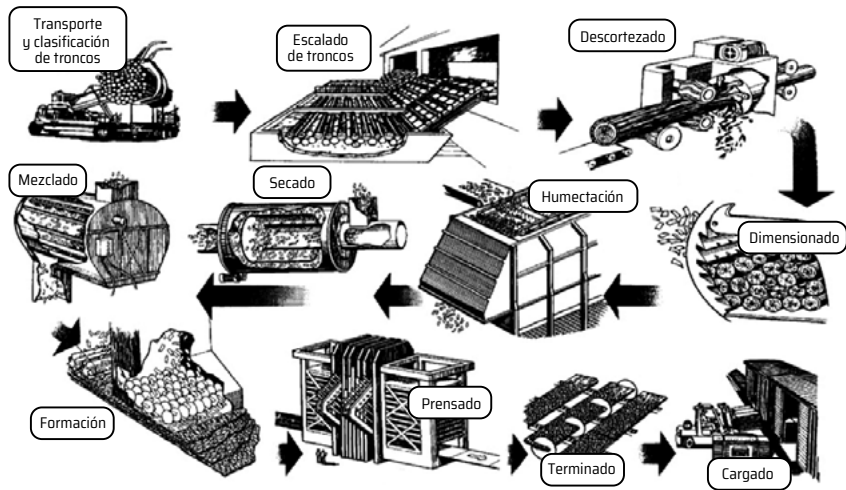 Transporte
y clasificación
de troncos
Escalado
de troncos
Descortezado
Dimensionado
Humectación
Secado
Mezclado
Formación
Prensado
Terminado
Cargado